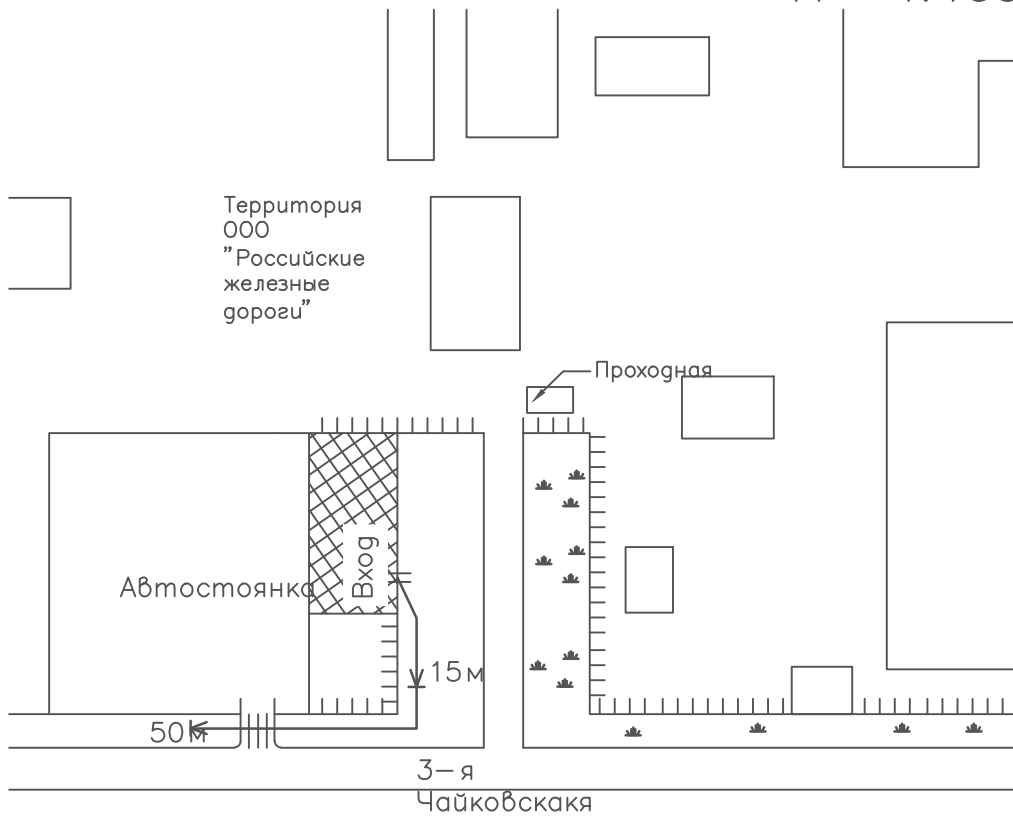 Территория
ООО
"Российские
железные
дороги"
Проходная
Вход
Автостоянка
15м
50м
3-я
Чайковскакя